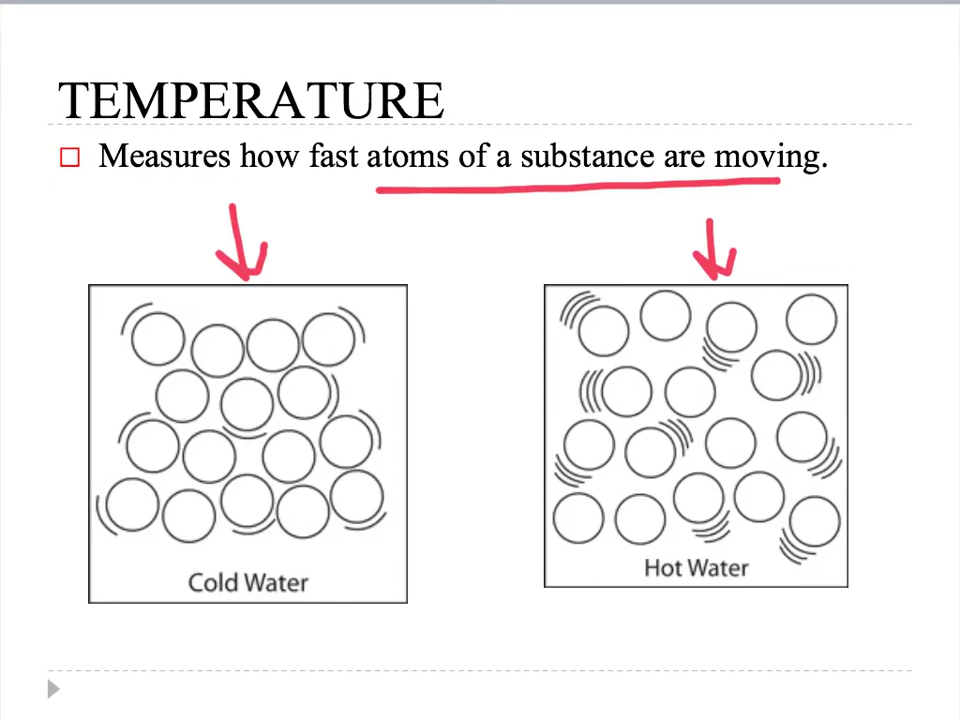 TEMPERATURE
Measures how fast atoms of a substance are moving.
Cold Water
Hot Water